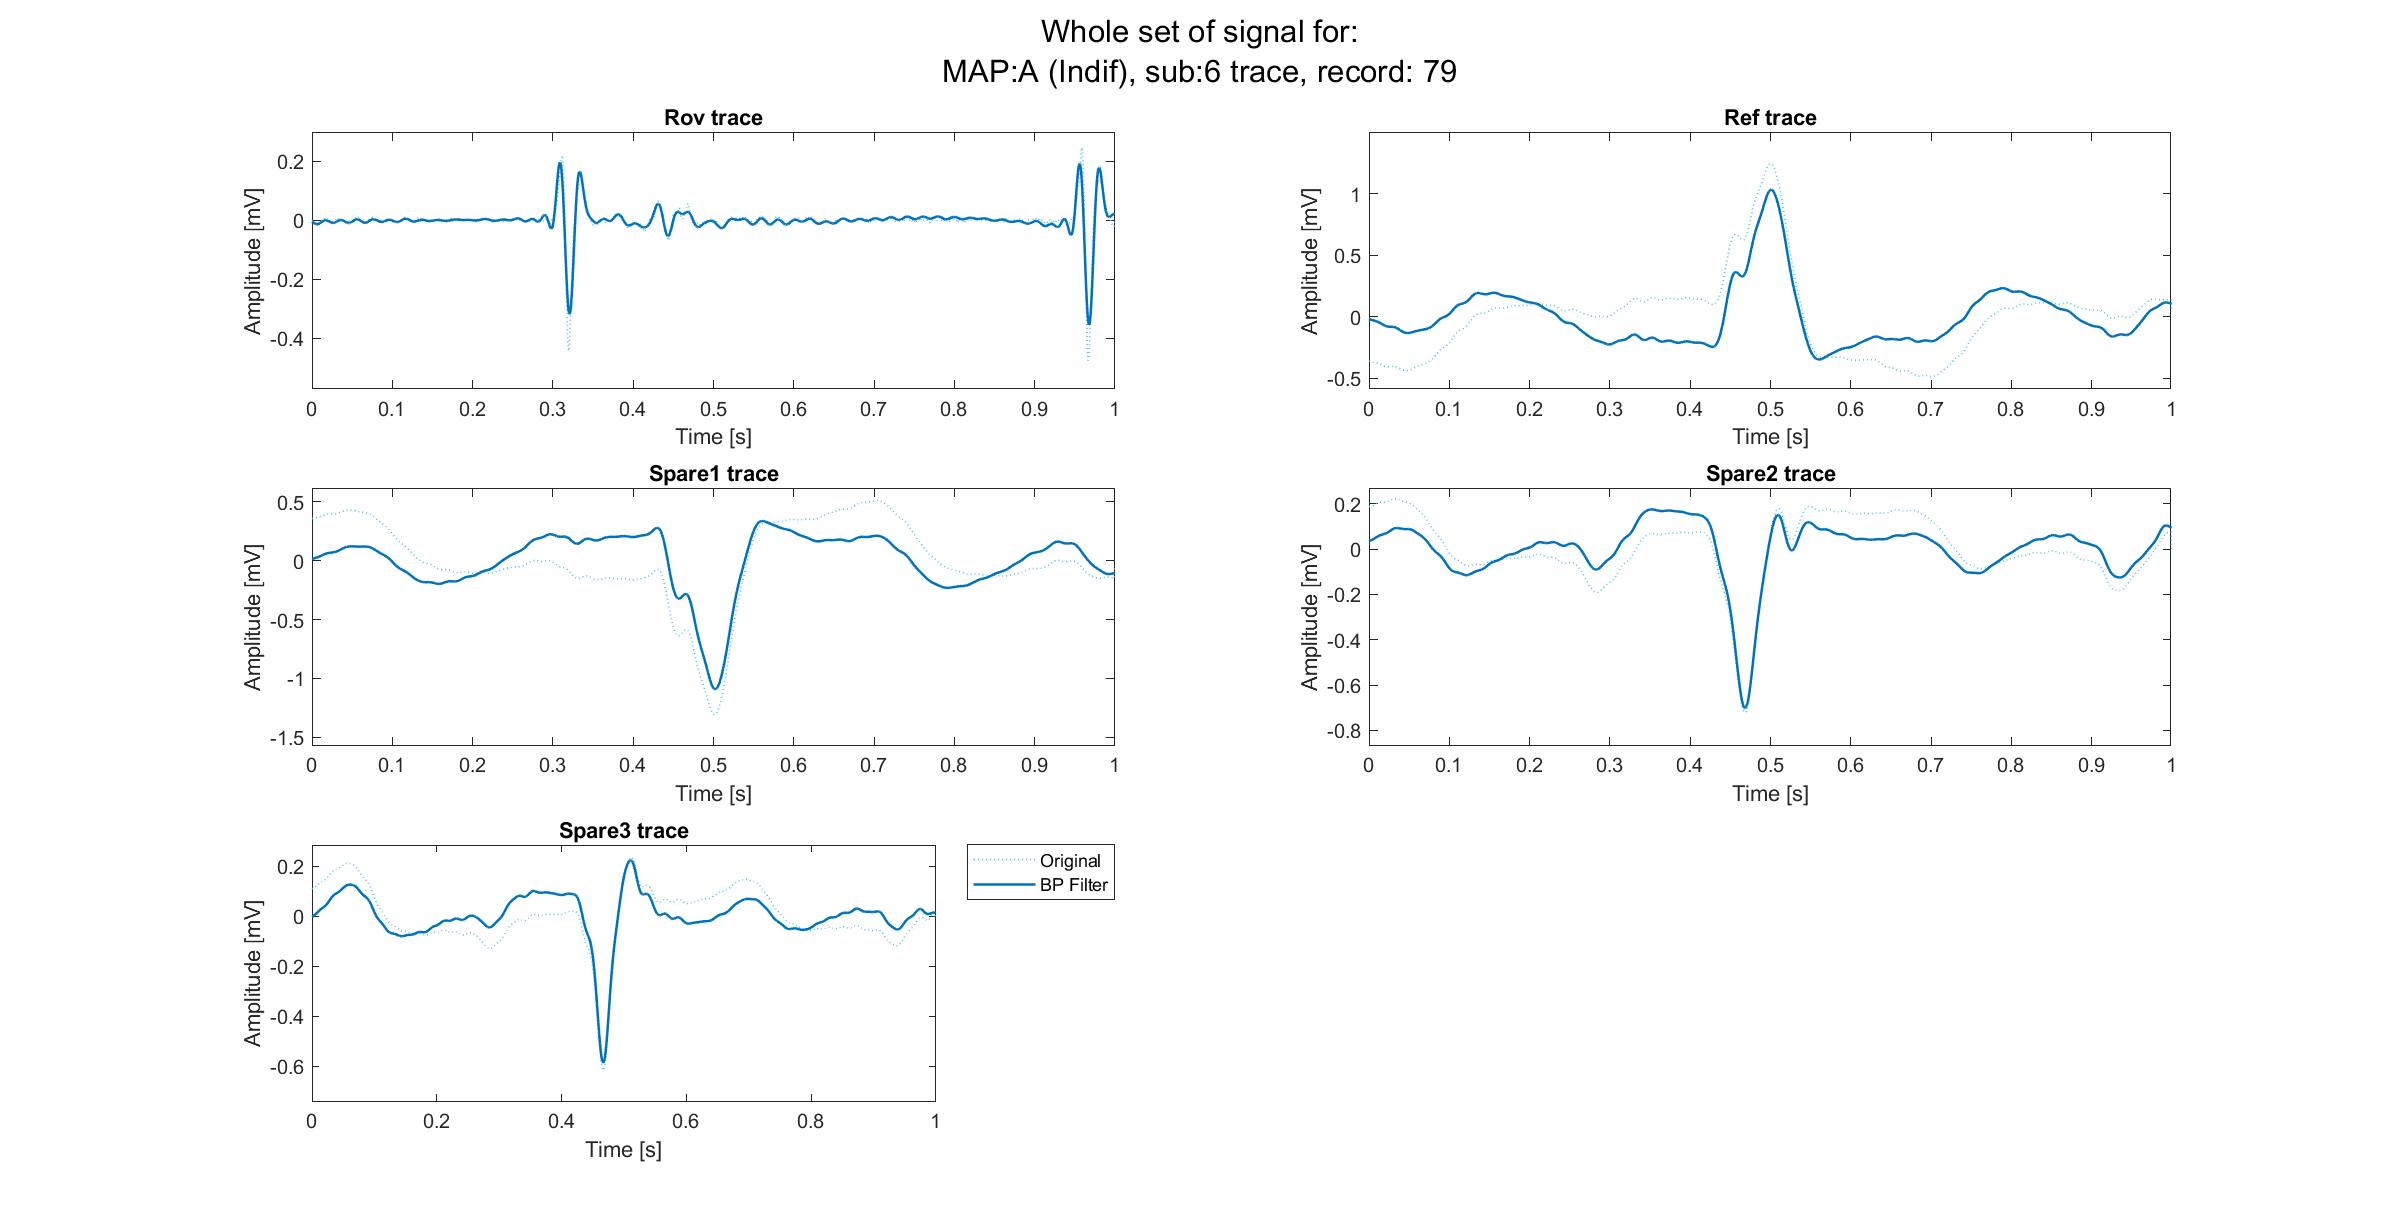 Whole set of signal for:
MAP:A (Indif), sub:6 trace, record: 79
Rov trace
Amplitude [mV]
0.2
0
-0.2
-0.4
0 0.1 0.2 0.3 0.4 0.5 0.6 0.7 0.8 0.9 1
Time [s]
Ref trace
Amplitude [mV]
1
0.5
0
-0.5
0 0.1 0.2 0.3 0.4 0.5 0.6 0.7 0.8 0.9 1
Time [s]
Spare1 trace
Amplitude [mV]
0.5
0
-0.5
-1
-1.5
0 0.1 0.2 0.3 0.4 0.5 0.6 0.7 0.8 0.9 1
Time [s]
Spare2 trace
Amplitude [mV]
0.2
0
-0.2
-0.4
-0.6
-0.8
0 0.1 0.2 0.3 0.4 0.5 0.6 0.7 0.8 0.9 1
Time [s]
Spare3 trace
Amplitude [mV]
0.2
0
-0.2
-0.4
-0.6
0 0.2 0.4 0.6 0.8 1
Time [s]
Original
BP Filter